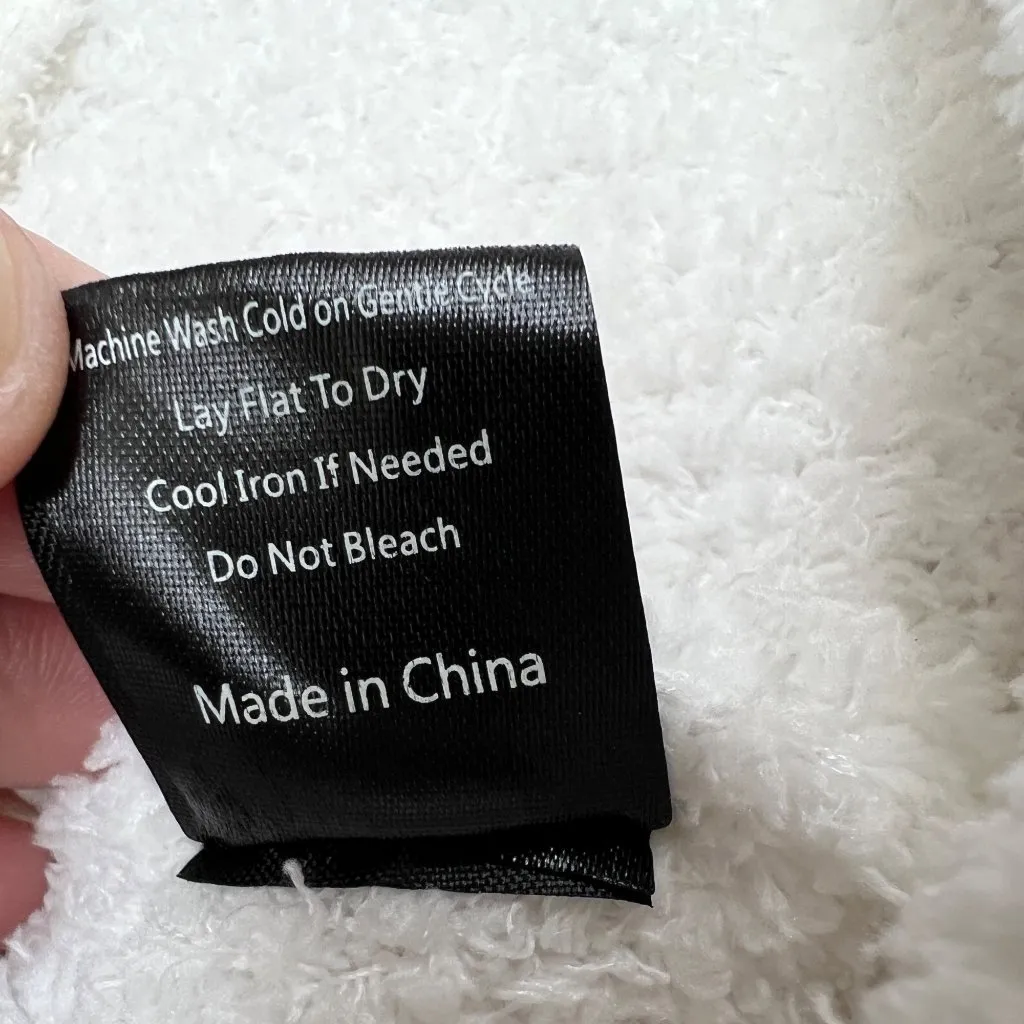 Machine Wash Cold on Gentle Cycle
Lay Flat To Dry
Cool Iron If Needed
Do Not Bleach
Made in China